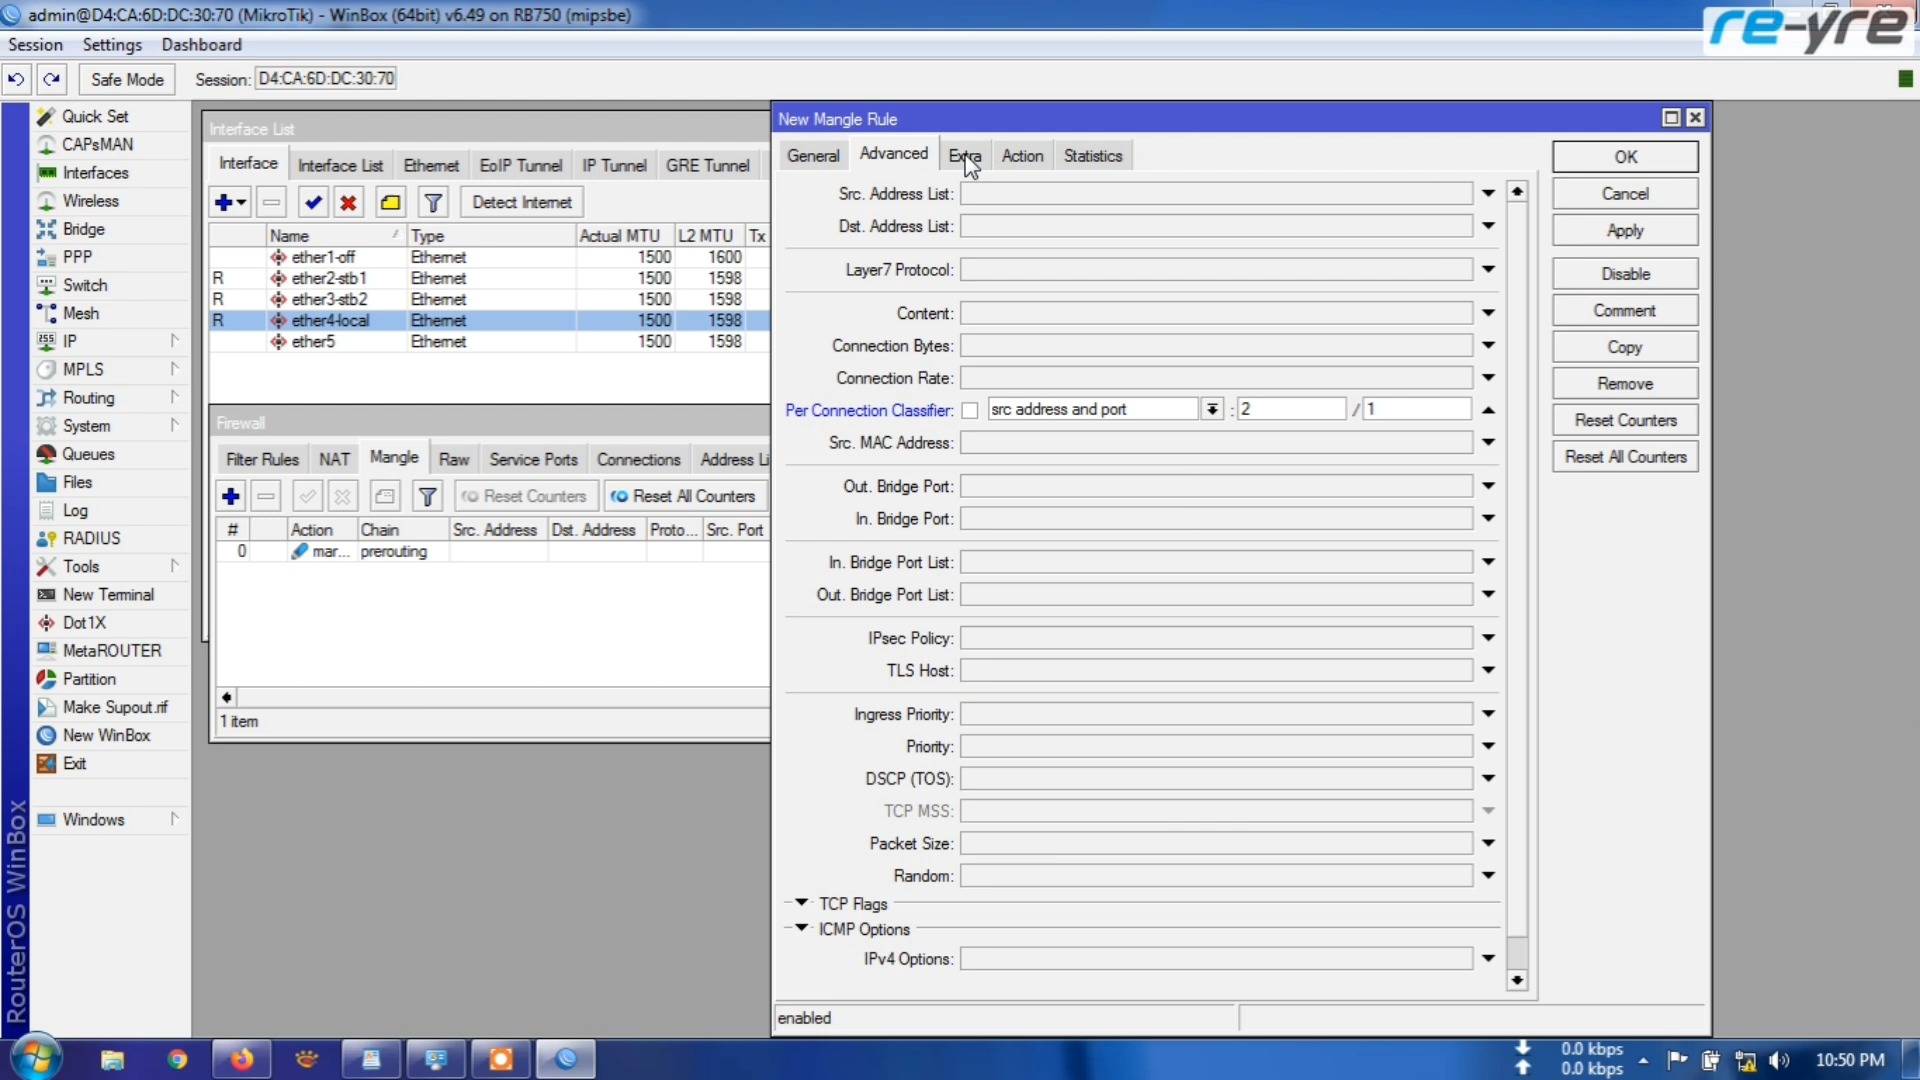 admin@D4:CA:6D:DC:30:70 (MikroTik) - WinBox (64bit) v6.49 on RB750 (mipsbe)
re-yre
Session Settings Dashboard
Safe Mode Session: D4:CA:6D:DC:30:70
Quick Set
CAPsMAN
Interfaces
Wireless
Bridge
PPP
Switch
Mesh
IP
MPLS
Routing
System
Queues
Files
Log
RADIUS
Tools
New Terminal
Dot1X
MetaROUTER
Partition
Make Supout.rif
New WinBox
Exit
Windows
RouterOS WinBox
Interface List
Interface Interface List Ethernet EoIP Tunnel IP Tunnel GRE Tunnel
Detect Internet
Name Type Actual MTU L2 MTU Tx
ether1-off Ethernet 1500 1600
R ether2-stb1 Ethernet 1500 1598
R ether3-stb2 Ethernet 1500 1598
R ether4-local Ethernet 1500 1598
ether5 Ethernet 1500 1598
Firewall
Filter Rules NAT Mangle Raw Service Ports Connections Address Li
Reset Counters Reset All Counters
# Action Chain Src. Address Dst. Address Proto... Src. Port
0 mar... prerouting
1 item
New Mangle Rule
General Advanced Extra Action Statistics
Src. Address List:
Dst. Address List:
Layer7 Protocol:
Content:
Connection Bytes:
Connection Rate:
Per Connection Classifier: src address and port : 2 / 1
Src. MAC Address:
Out. Bridge Port:
In. Bridge Port:
In. Bridge Port List:
Out. Bridge Port List:
IPsec Policy:
TLS Host:
Ingress Priority:
Priority:
DSCP (TOS):
TCP MSS:
Packet Size:
Random:
TCP Flags
ICMP Options
IPv4 Options:
enabled
OK
Cancel
Apply
Disable
Comment
Copy
Remove
Reset Counters
Reset All Counters
0.0 kbps
0.0 kbps
10:50 PM